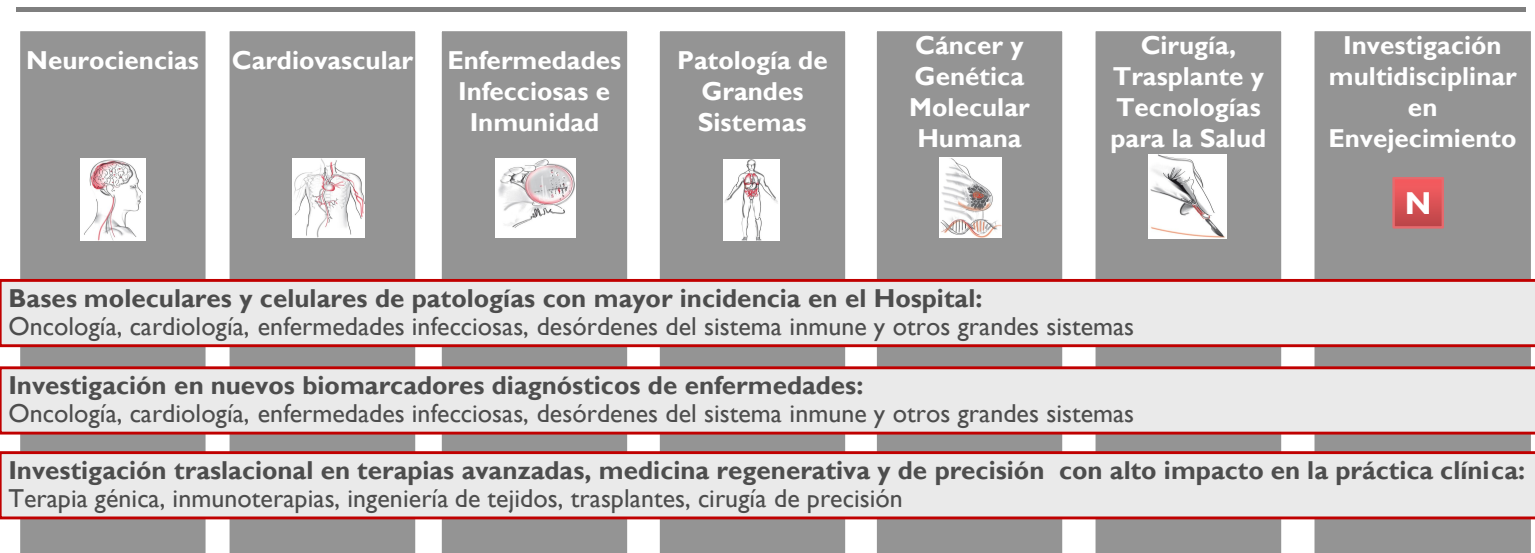 Neurociencias
Cardiovascular
Enfermedades
Infecciosas e
Inmunidad
Patología de
Grandes
Sistemas
Cáncer y
Genética
Molecular
Humana
Cirugía,
Trasplante y
Tecnologías
para la Salud
Investigación
multidisciplinar
en
Envejecimiento
N
Bases moleculares y celulares de patologías con mayor incidencia en el Hospital:
Oncología, cardiología, enfermedades infecciosas, desórdenes del sistema inmune y otros grandes sistemas
Investigación en nuevos biomarcadores diagnósticos de enfermedades:
Oncología, cardiología, enfermedades infecciosas, desórdenes del sistema inmune y otros grandes sistemas
Investigación traslacional en terapias avanzadas, medicina regenerativa y de precisión  con alto impacto en la práctica clínica:
Terapia génica, inmunoterapias, ingeniería de tejidos, trasplantes, cirugía de precisión